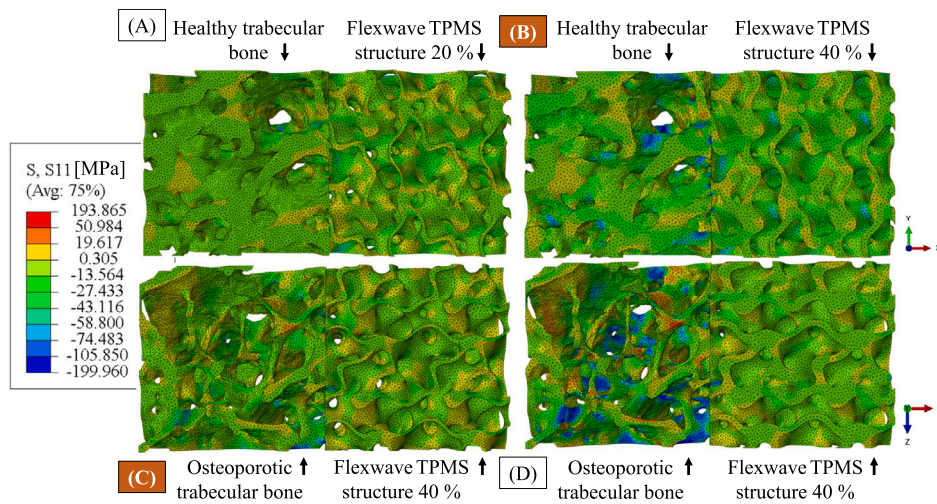 (A)
Healthy trabecular
bone
Flexwave TPMS
structure 20 %
(B)
Healthy trabecular
bone
Flexwave TPMS
structure 40 %
S, S11 [MPa]
(Avg: 75%)
193.865
50.984
19.617
0.305
-13.564
-27.433
-43.116
-58.800
-74.483
-105.850
-199.960
Y
Z
(C)
Osteoporotic
trabecular bone
Flexwave TPMS
structure 40 %
(D)
Osteoporotic
trabecular bone
Flexwave TPMS
structure 40 %